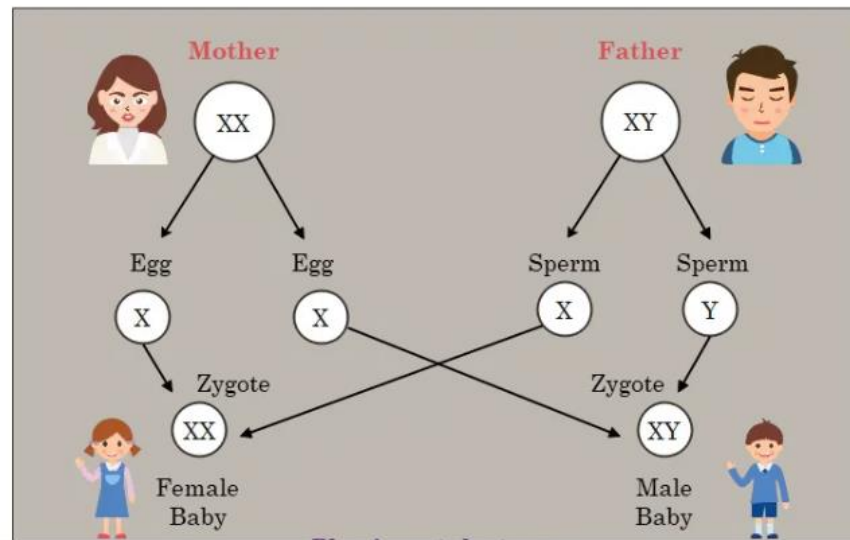 Mother
Father
XX
XY
Egg
Egg
Sperm
Sperm
X
X
X
Y
Zygote
Zygote
XX
XY
Female
Baby
Male
Baby